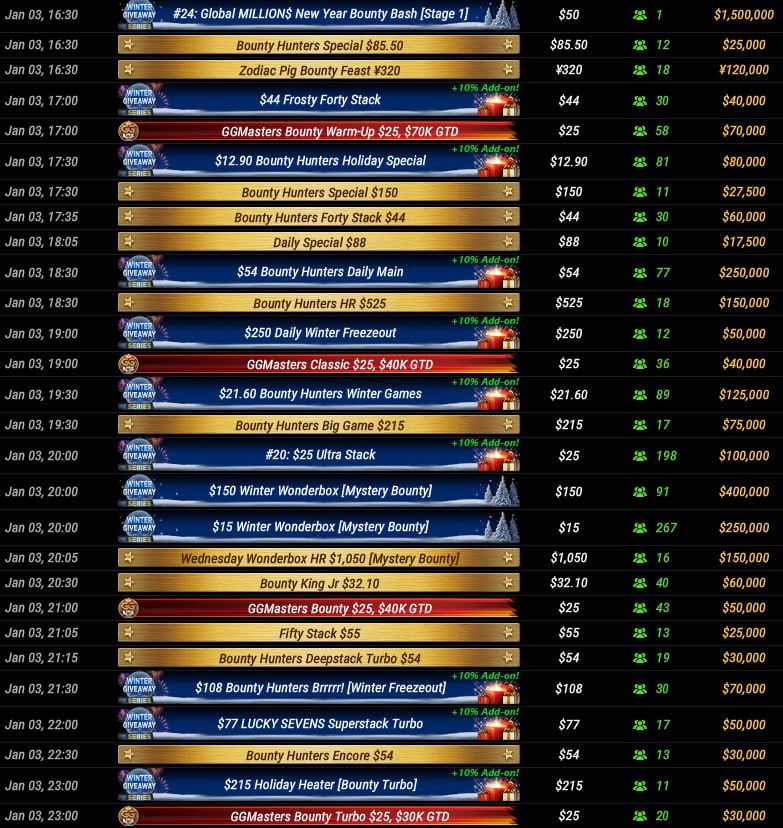 Jan 03, 16:30 #24: Global MILLION$ New Year Bounty Bash [Stage 1] $50 1 $1,500,000
Jan 03, 16:30 Bounty Hunters Special $85.50 $85.50 12 $25,000
Jan 03, 16:30 Zodiac Pig Bounty Feast ¥320 ¥320 18 ¥120,000
Jan 03, 17:00 WINTER GIVEAWAY SERIES $44 Frosty Forty Stack +10% Add-on! $44 30 $40,000
Jan 03, 17:00 GGMasters Bounty Warm-Up $25, $70K GTD $25 58 $70,000
Jan 03, 17:30 WINTER GIVEAWAY SERIES $12.90 Bounty Hunters Holiday Special +10% Add-on! $12.90 81 $80,000
Jan 03, 17:30 Bounty Hunters Special $150 $150 11 $27,500
Jan 03, 17:35 Bounty Hunters Forty Stack $44 $44 30 $60,000
Jan 03, 18:05 Daily Special $88 $88 10 $17,500
Jan 03, 18:30 WINTER GIVEAWAY SERIES $54 Bounty Hunters Daily Main +10% Add-on! $54 77 $250,000
Jan 03, 18:30 Bounty Hunters HR $525 $525 18 $150,000
Jan 03, 19:00 WINTER GIVEAWAY SERIES $250 Daily Winter Freezeout +10% Add-on! $250 12 $50,000
Jan 03, 19:00 GGMasters Classic $25, $40K GTD $25 36 $40,000
Jan 03, 19:30 WINTER GIVEAWAY SERIES $21.60 Bounty Hunters Winter Games +10% Add-on! $21.60 89 $125,000
Jan 03, 19:30 Bounty Hunters Big Game $215 $215 17 $75,000
Jan 03, 20:00 WINTER GIVEAWAY SERIES #20: $25 Ultra Stack +10% Add-on! $25 198 $100,000
Jan 03, 20:00 WINTER GIVEAWAY SERIES $150 Winter Wonderbox [Mystery Bounty] $150 91 $400,000
Jan 03, 20:00 WINTER GIVEAWAY SERIES $15 Winter Wonderbox [Mystery Bounty] $15 267 $250,000
Jan 03, 20:05 Wednesday Wonderbox HR $1,050 [Mystery Bounty] $1,050 16 $150,000
Jan 03, 20:30 Bounty King Jr $32.10 $32.10 40 $60,000
Jan 03, 21:00 GGMasters Bounty $25, $40K GTD $25 43 $50,000
Jan 03, 21:05 Fifty Stack $55 $55 13 $25,000
Jan 03, 21:15 Bounty Hunters Deepstack Turbo $54 $54 19 $30,000
Jan 03, 21:30 WINTER GIVEAWAY SERIES $108 Bounty Hunters Brrrrr! [Winter Freezeout] +10% Add-on! $108 30 $70,000
Jan 03, 22:00 WINTER GIVEAWAY SERIES $77 LUCKY SEVENS Superstack Turbo +10% Add-on! $77 17 $50,000
Jan 03, 22:30 Bounty Hunters Encore $54 $54 13 $30,000
Jan 03, 23:00 WINTER GIVEAWAY SERIES $215 Holiday Heater [Bounty Turbo] +10% Add-on! $215 11 $50,000
Jan 03, 23:00 GGMasters Bounty Turbo $25, $30K GTD $25 20 $30,000